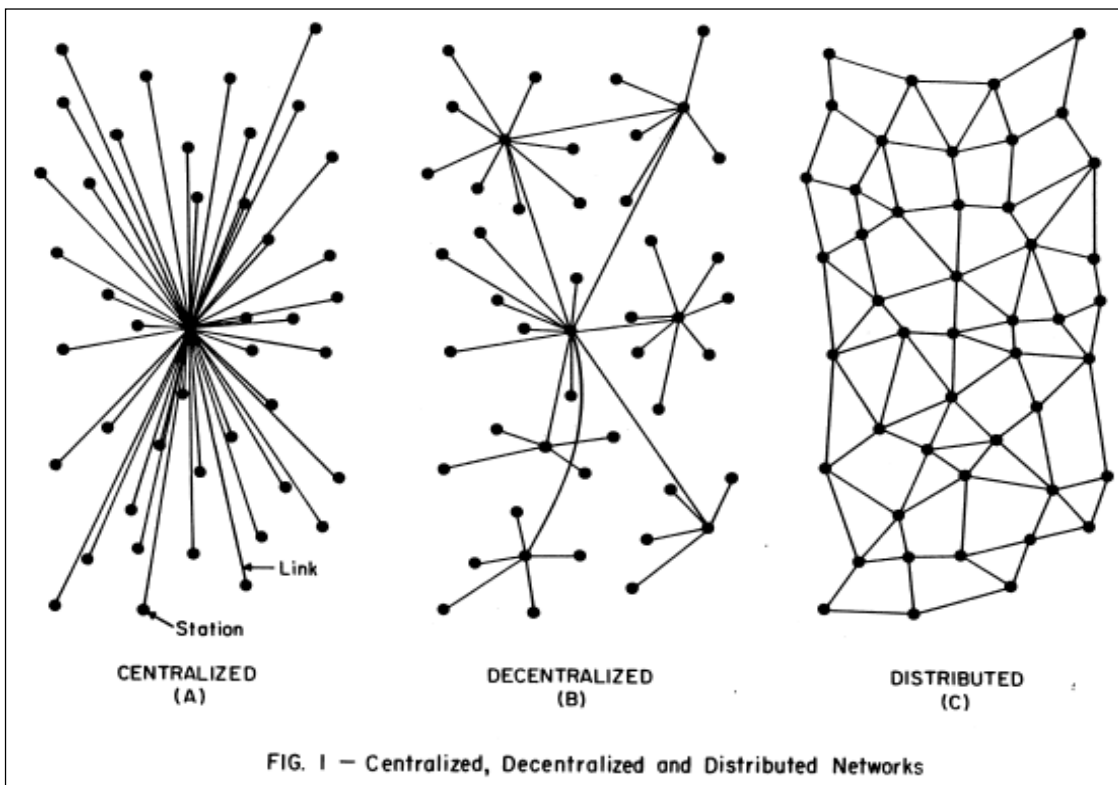 Link
Station
CENTRALIZED
(A)
DECENTRALIZED
(B)
DISTRIBUTED
(C)
FIG. I — Centralized, Decentralized and Distributed Networks